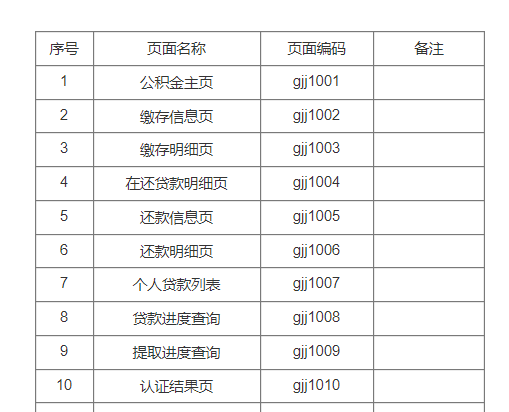 序号 页面名称 页面编码 备注
1 公积金主页 gjj1001
2 缴存信息页 gjj1002
3 缴存明细页 gjj1003
4 在还贷款明细页 gjj1004
5 还款信息页 gjj1005
6 还款明细页 gjj1006
7 个人贷款列表 gjj1007
8 贷款进度查询 gjj1008
9 提取进度查询 gjj1009
10 认证结果页 gjj1010